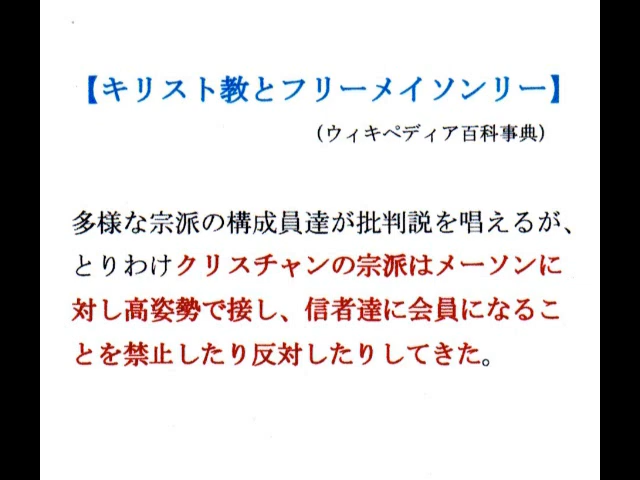 【キリスト教とフリーメイソンリー】
（ウィキペディア百科事典）
多様な宗派の構成員達が批判説を唱えるが、
とりわけクリスチャンの宗派はメーソンに
対し高姿勢で接し、信者達に会員になるこ
とを禁止したり反対したりしてきた。